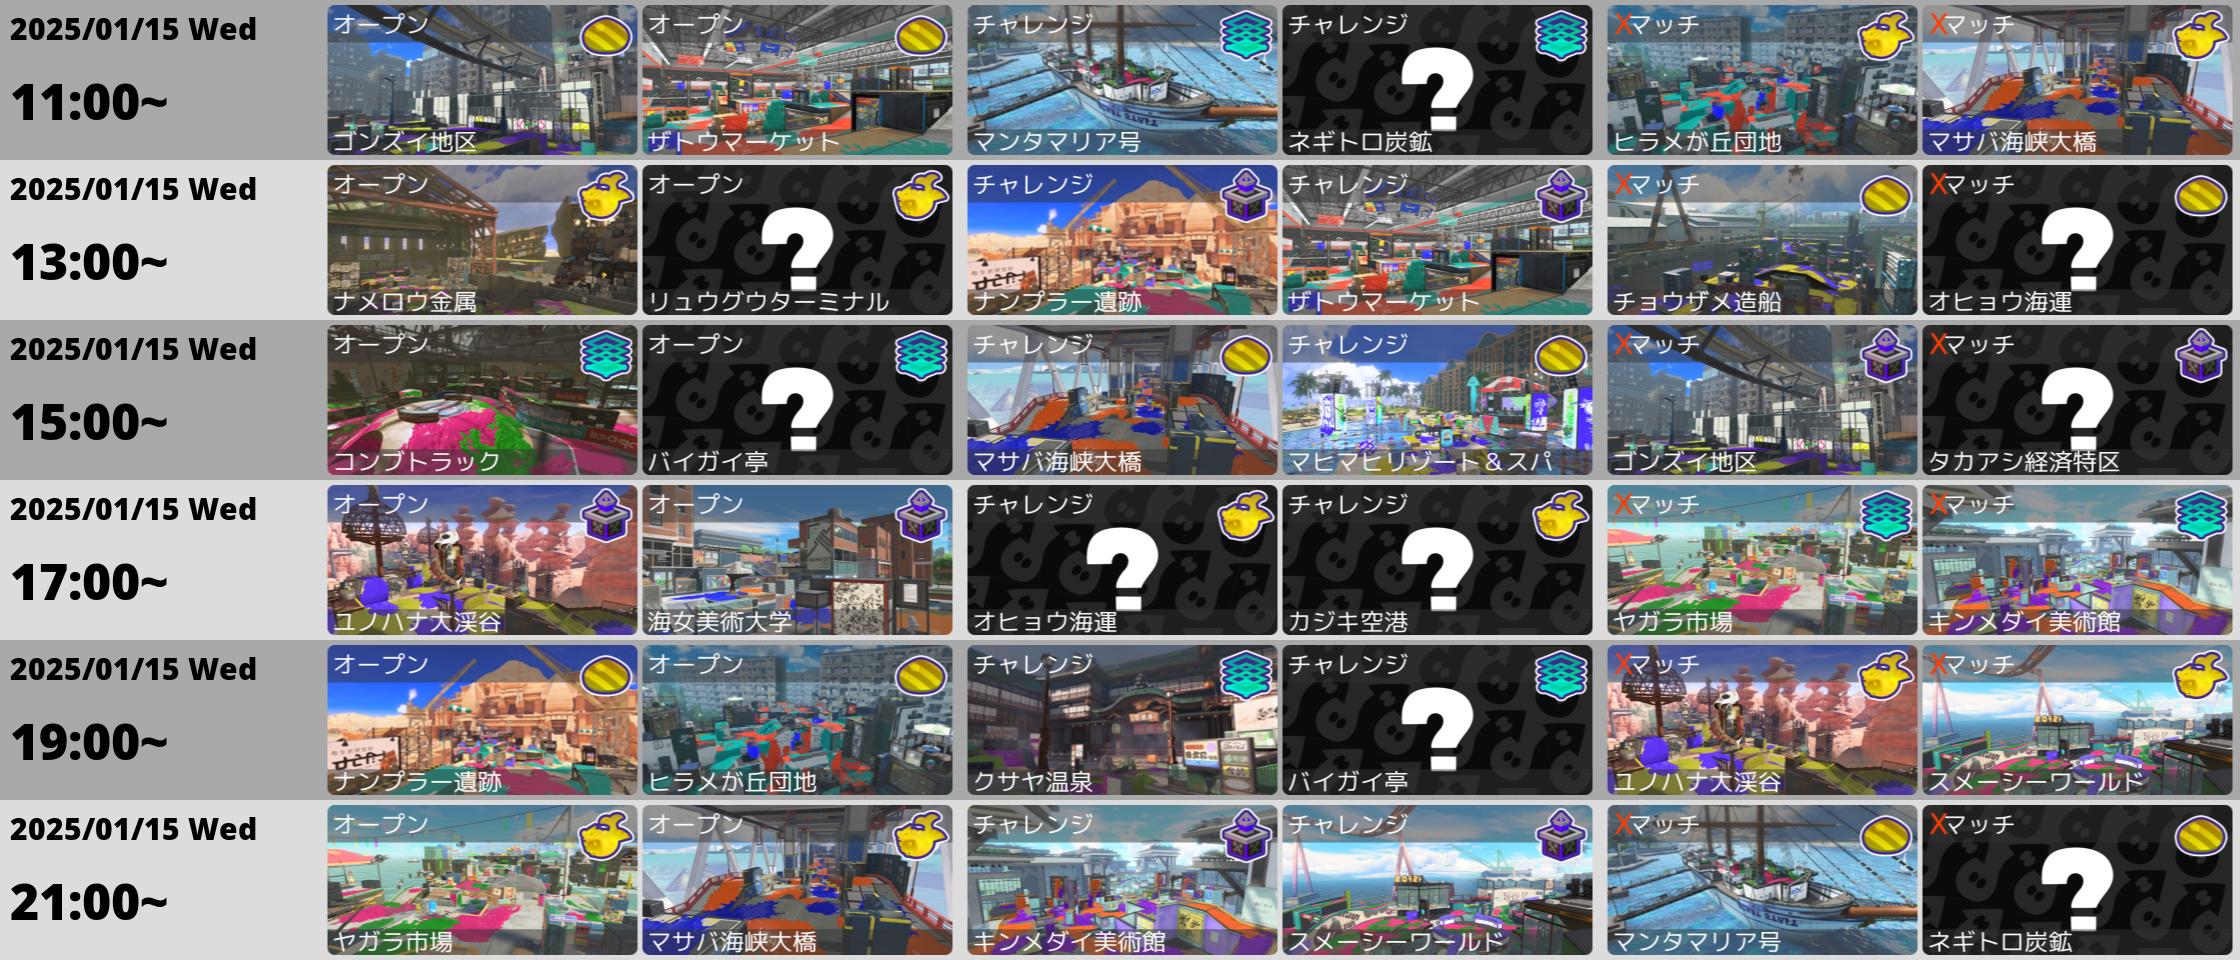 2025/01/15 Wed
11:00~
オープン
ゴンズイ地区
オープン
ザトウマーケット
チャレンジ
マンタマリア号
チャレンジ
?
ネギトロ炭鉱
Xマッチ
ヒラメが丘団地
Xマッチ
マサバ海峡大橋
2025/01/15 Wed
13:00~
オープン
ナメロウ金属
オープン
?
リュウグウターミナル
チャレンジ
ナンプラー遺跡
チャレンジ
ザトウマーケット
Xマッチ
チョウザメ造船
Xマッチ
?
オヒョウ海運
2025/01/15 Wed
15:00~
オープン
コンブトラック
オープン
?
バイガイ亭
チャレンジ
マサバ海峡大橋
チャレンジ
マヒマヒリゾート&スパ
Xマッチ
ゴンズイ地区
Xマッチ
?
タカアシ経済特区
2025/01/15 Wed
17:00~
オープン
ユノハナ大渓谷
オープン
海女美術大学
チャレンジ
?
オヒョウ海運
チャレンジ
?
カジキ空港
Xマッチ
ヤガラ市場
Xマッチ
キンメダイ美術館
2025/01/15 Wed
19:00~
オープン
ナンプラー遺跡
オープン
ヒラメが丘団地
チャレンジ
クサヤ温泉
チャレンジ
?
バイガイ亭
Xマッチ
ユノハナ大渓谷
Xマッチ
スメーシーワールド
2025/01/15 Wed
21:00~
オープン
ヤガラ市場
オープン
マサバ海峡大橋
チャレンジ
キンメダイ美術館
チャレンジ
スメーシーワールド
Xマッチ
マンタマリア号
Xマッチ
?
ネギトロ炭鉱